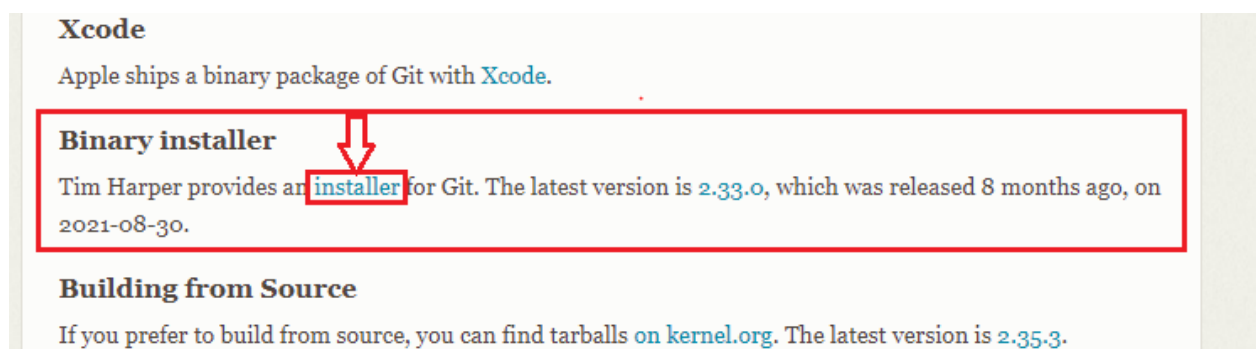 Xcode
Apple ships a binary package of Git with Xcode.
Binary installer
Tim Harper provides an installer for Git. The latest version is 2.33.0, which was released 8 months ago, on
2021-08-30.
Building from Source
If you prefer to build from source, you can find tarballs on kernel.org. The latest version is 2.35.3.